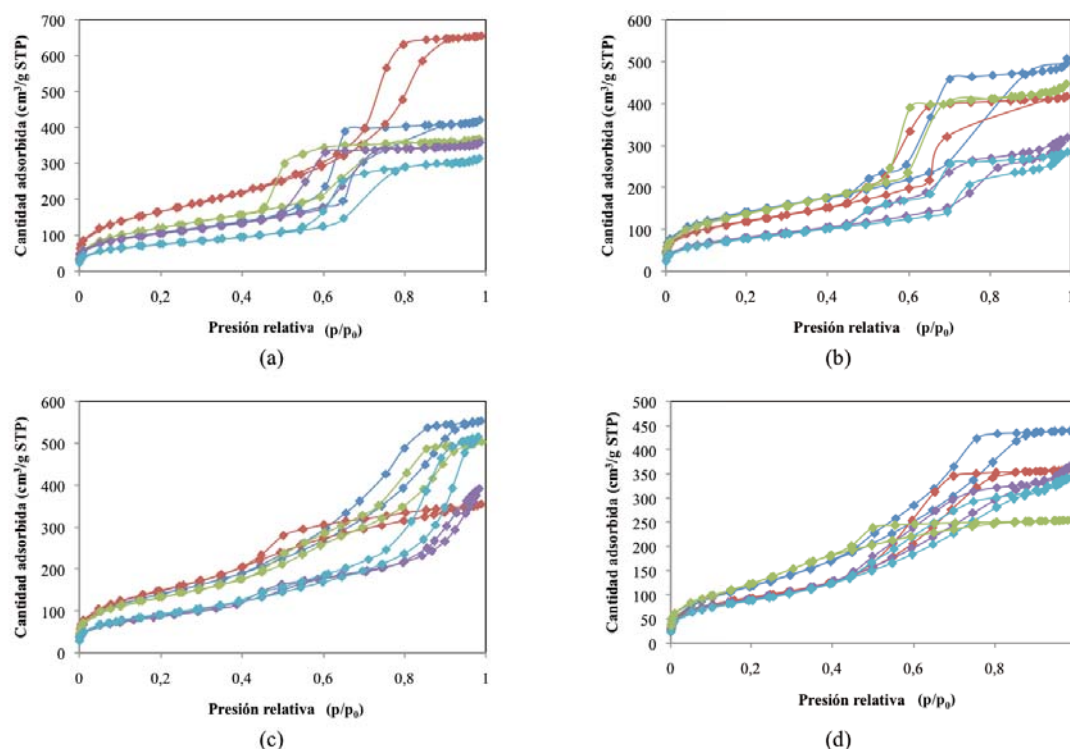 Cantidad adsorbida (cm³/g STP)
700
600
500
400
300
200
100
0
0 0,2 0,4 0,6 0,8 1
Presión relativa (p/p₀)
(a)
Cantidad adsorbida (cm³/g STP)
600
500
400
300
200
100
0
0 0,2 0,4 0,6 0,8 1
Presión relativa (p/p₀)
(b)
Cantidad adsorbida (cm³/g STP)
600
500
400
300
200
100
0
0 0,2 0,4 0,6 0,8 1
Presión relativa (p/p₀)
(c)
Cantidad adsorbida (cm³/g STP)
500
450
400
350
300
250
200
150
100
50
0
0 0,2 0,4 0,6 0,8
Presión relativa (p/p₀)
(d)